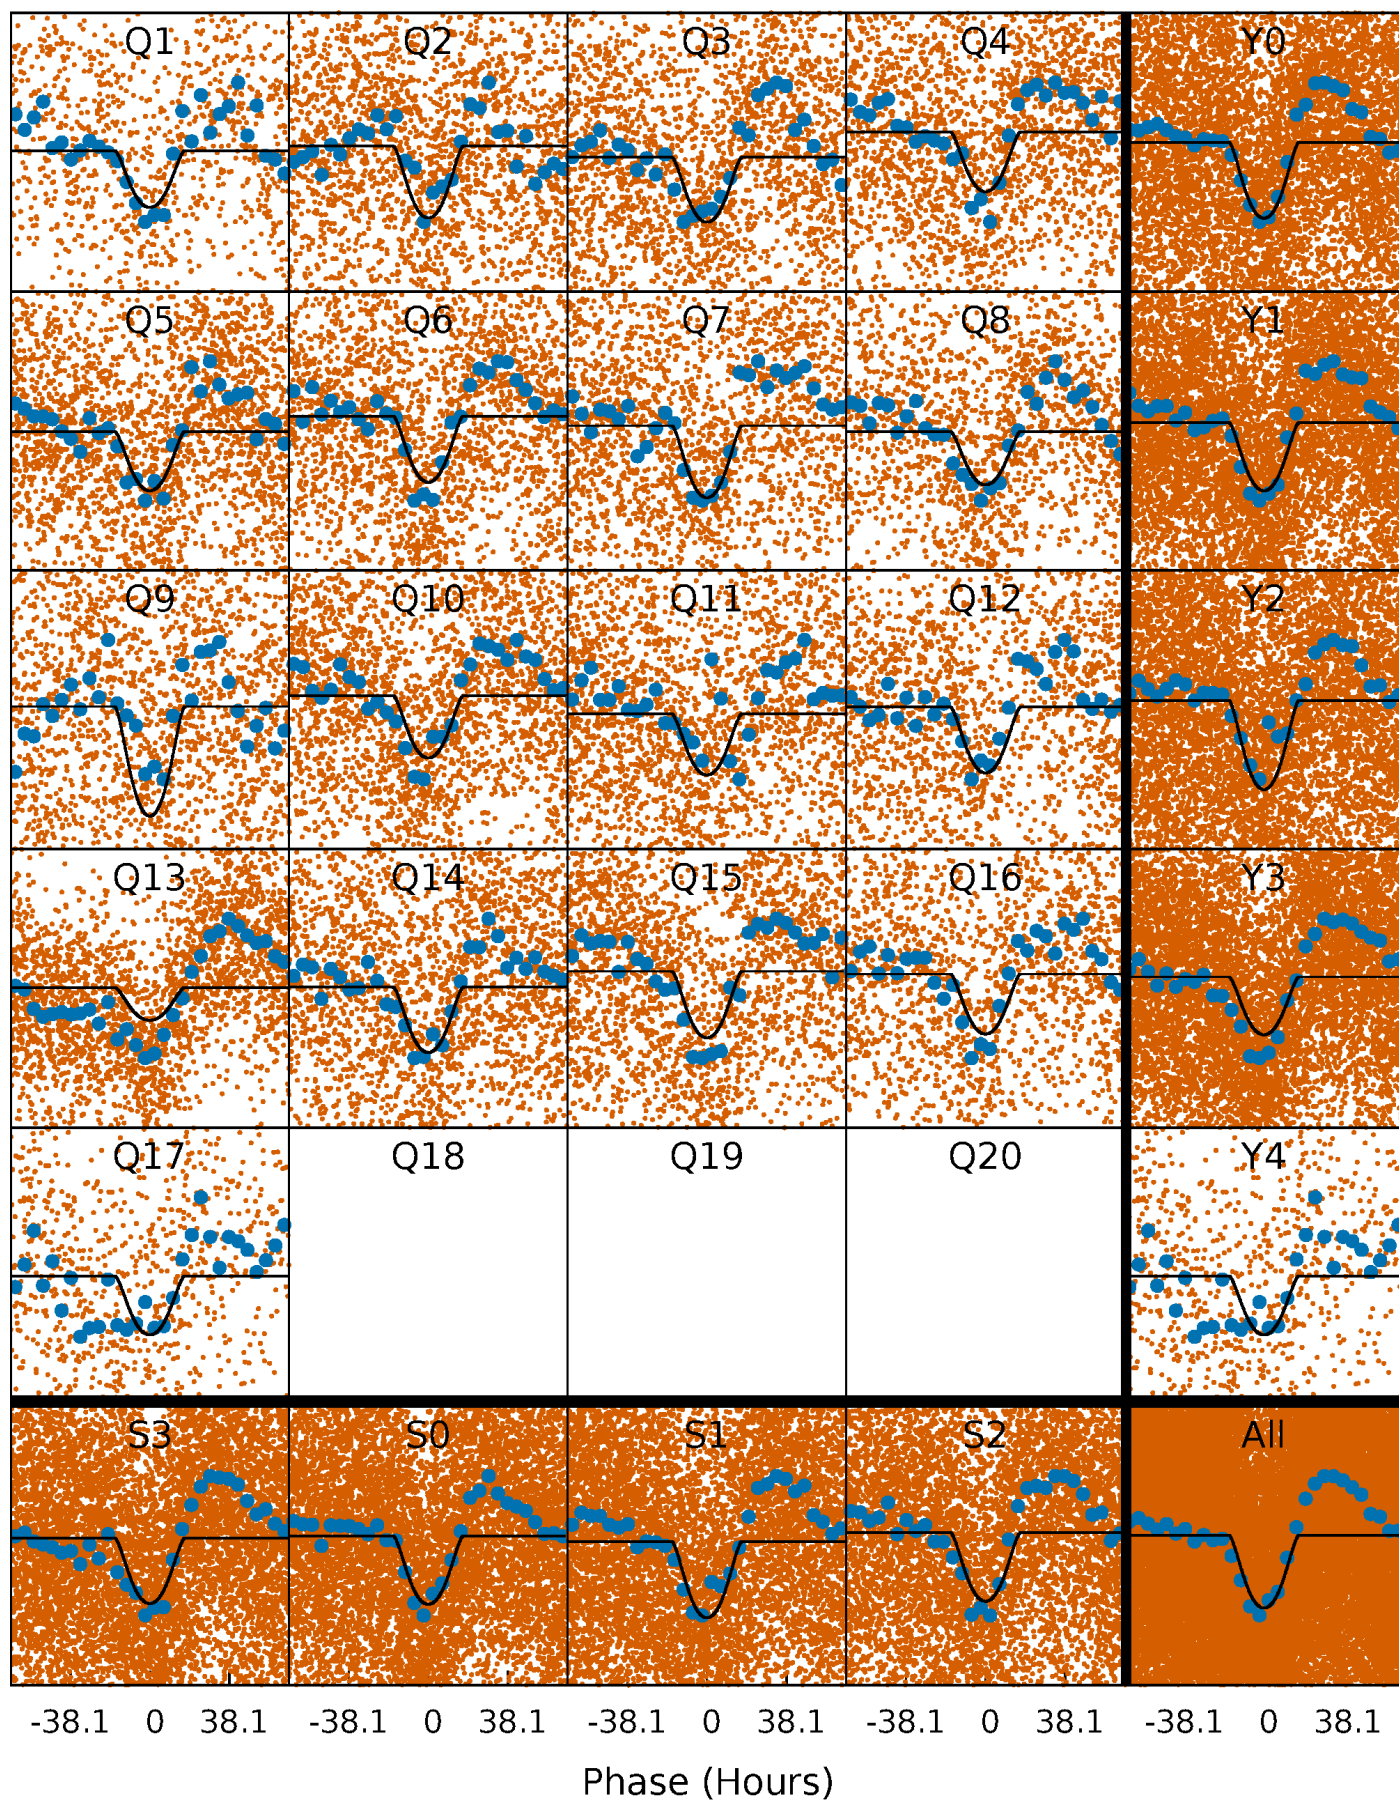 Q1 Q2 Q3 Q4 Y0
Q5 Q6 Q7 Q8 Y1
Q9 Q10 Q11 Q12 Y2
Q13 Q14 Q15 Q16 Y3
Q17 Q18 Q19 Q20 Y4
S3 S0 S1 S2 All
-38.1 0 38.1 -38.1 0 38.1 -38.1 0 38.1 -38.1 0 38.1 -38.1 0 38.1
Phase (Hours)